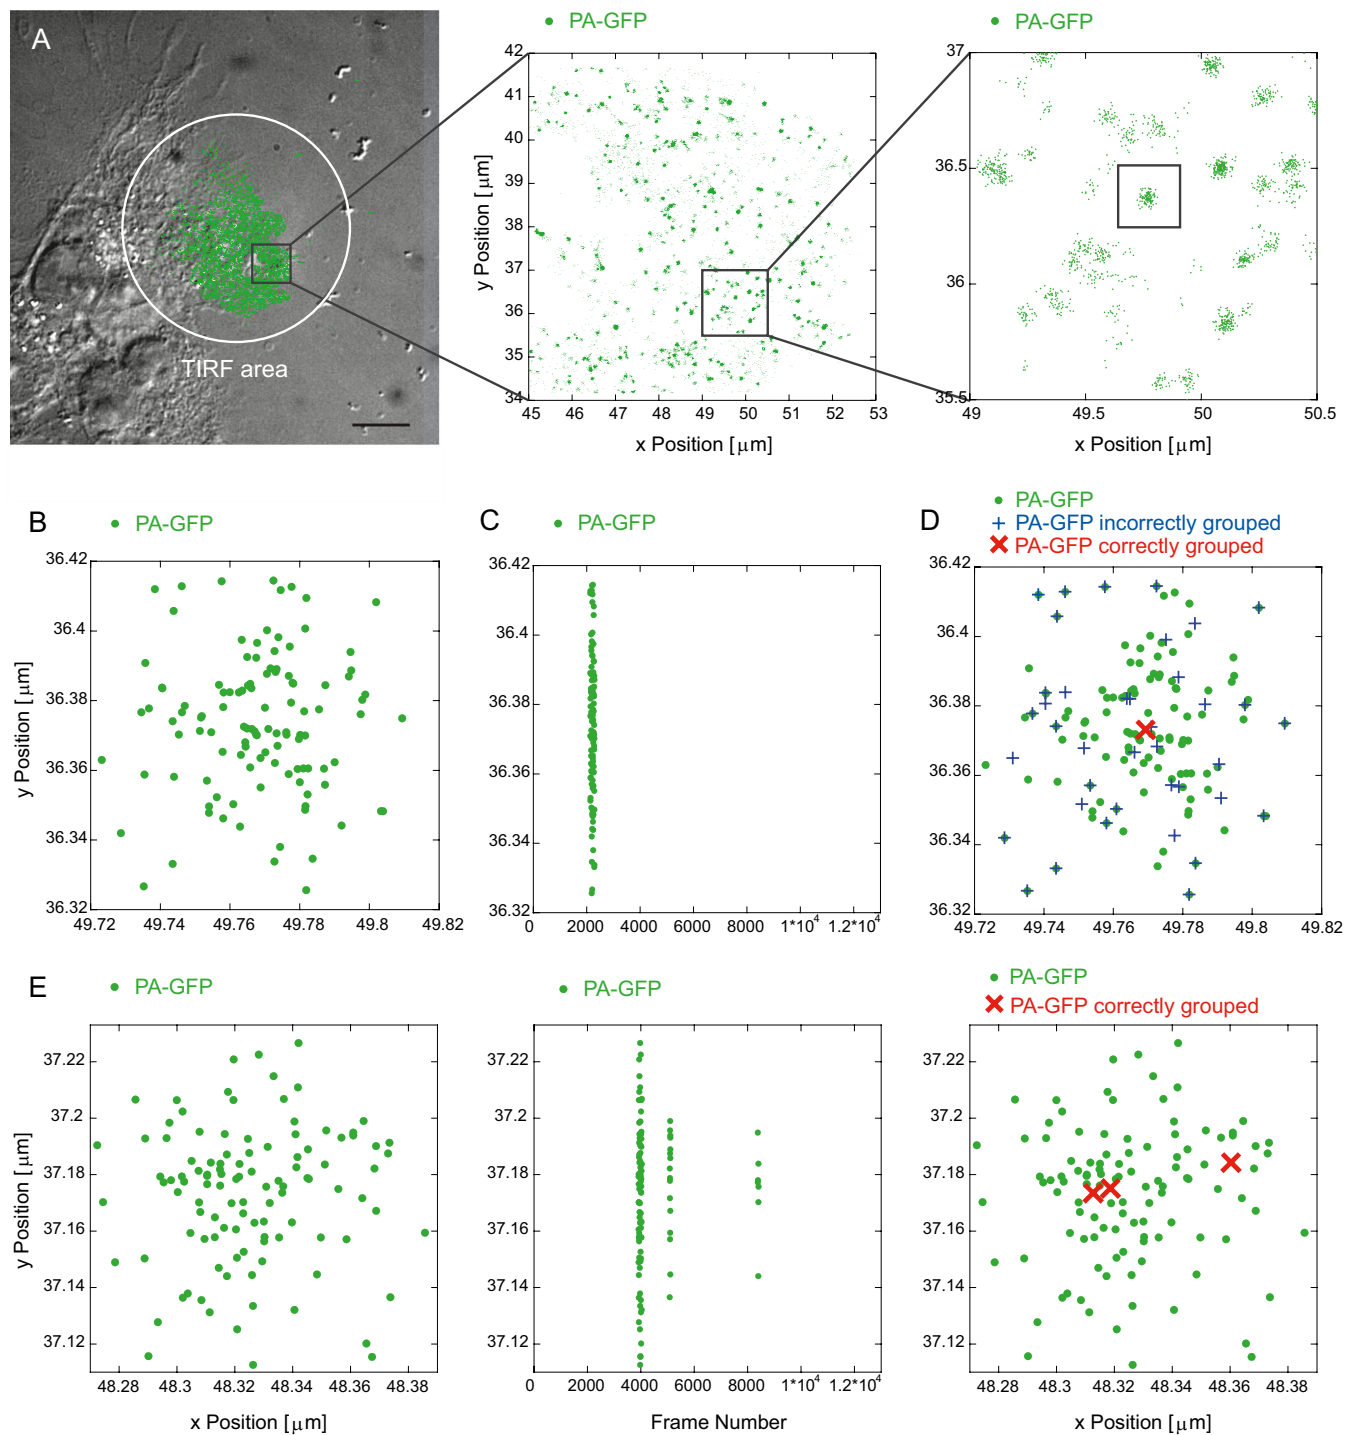 A
TIRF area
PA-GFP
42
41
40
39
38
37
36
35
34
y Position [μm]
45 46 47 48 49 50 51 52 53
x Position [μm]
PA-GFP
37
36.5
36
35.5
49 49.5 50 50.5
x Position [μm]
B
PA-GFP
36.42
36.4
36.38
36.36
36.34
36.32
y Position [μm]
49.72 49.74 49.76 49.78 49.8 49.82
C
PA-GFP
36.42
36.4
36.38
36.36
36.34
36.32
0 2000 4000 6000 8000 1*10⁴ 1.2*10⁴
D
PA-GFP
PA-GFP incorrectly grouped
PA-GFP correctly grouped
36.42
36.4
36.38
36.36
36.34
36.32
49.72 49.74 49.76 49.78 49.8 49.82
E
PA-GFP
37.22
37.2
37.18
37.16
37.14
37.12
y Position [μm]
48.28 48.3 48.32 48.34 48.36 48.38
x Position [μm]
PA-GFP
37.22
37.2
37.18
37.16
37.14
37.12
0 2000 4000 6000 8000 1*10⁴ 1.2*10⁴
Frame Number
PA-GFP
PA-GFP correctly grouped
37.22
37.2
37.18
37.16
37.14
37.12
48.28 48.3 48.32 48.34 48.36 48.38
x Position [μm]